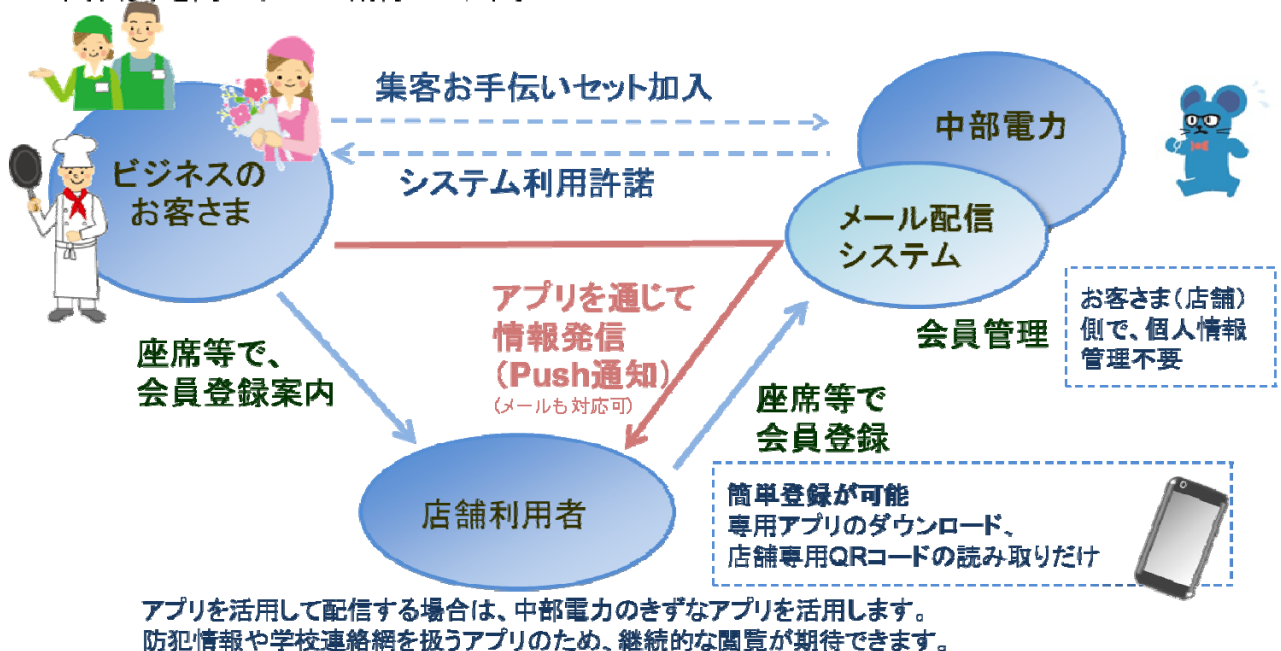 集客お手伝いセット加入
中部電力
ビジネスの
お客さま
システム利用許諾
メール配信
システム
アプリを通じて
情報発信
（Push通知）
（メールも対応可）
会員管理
お客さま（店舗）
側で、個人情報
管理不要
座席等で、
会員登録案内
座席等で
会員登録
店舗利用者
簡単登録が可能
専用アプリのダウンロード、
店舗専用QRコードの読み取りだけ
アプリを活用して配信する場合は、中部電力のきずなアプリを活用します。
防犯情報や学校連絡網を扱うアプリのため、継続的な閲覧が期待できます。